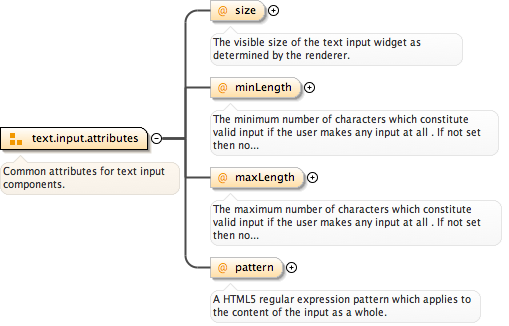 @ size
The visible size of the text input widget as
determined by the renderer.
@ minLength
The minimum number of characters which constitute
valid input if the user makes any input at all . If not set
then no...
text.input.attributes
Common attributes for text input
components.
@ maxLength
The maximum number of characters which constitute
valid input if the user makes any input at all . If not set
then no...
@ pattern
A HTML5 regular expression pattern which applies to
the content of the input as a whole.